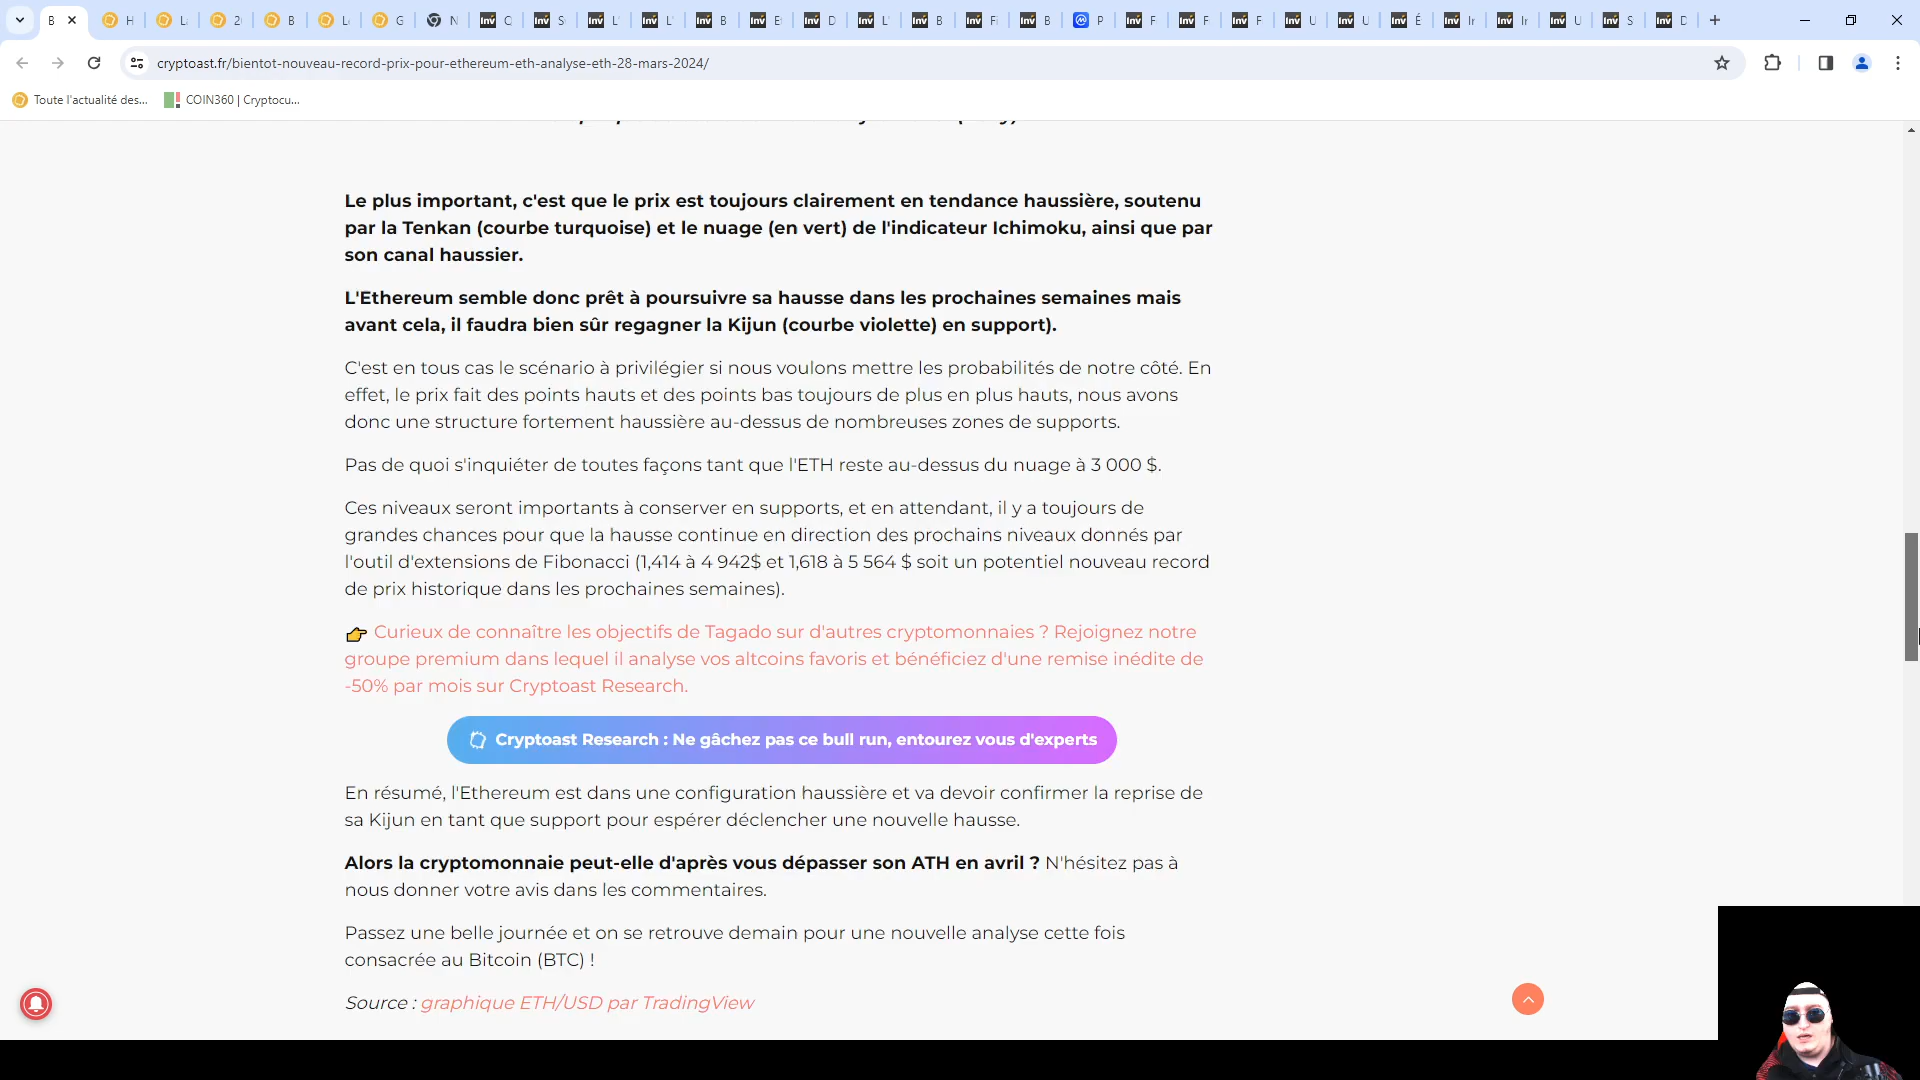 B
H
L
2
B
L
G
N
C
S
L'
L'
B
E
D
L'
B
Fi
B
P
F
F
F
U
U
É
Ir
Ir
U
S
D
cryptoast.fr/bientot-nouveau-record-prix-pour-ethereum-eth-analyse-eth-28-mars-2024/
Toute l'actualité des...
COIN360 | Cryptocu...
Le plus important, c'est que le prix est toujours clairement en tendance haussière, soutenu
par la Tenkan (courbe turquoise) et le nuage (en vert) de l'indicateur Ichimoku, ainsi que par
son canal haussier.
L'Ethereum semble donc prêt à poursuivre sa hausse dans les prochaines semaines mais
avant cela, il faudra bien sûr regagner la Kijun (courbe violette) en support).
C'est en tous cas le scénario à privilégier si nous voulons mettre les probabilités de notre côté. En
effet, le prix fait des points hauts et des points bas toujours de plus en plus hauts, nous avons
donc une structure fortement haussière au-dessus de nombreuses zones de supports.
Pas de quoi s'inquiéter de toutes façons tant que l'ETH reste au-dessus du nuage à 3 000 $.
Ces niveaux seront importants à conserver en supports, et en attendant, il y a toujours de
grandes chances pour que la hausse continue en direction des prochains niveaux donnés par
l'outil d'extensions de Fibonacci (1,414 à 4 942$ et 1,618 à 5 564 $ soit un potentiel nouveau record
de prix historique dans les prochaines semaines).
👉 Curieux de connaître les objectifs de Tagado sur d'autres cryptomonnaies ? Rejoignez notre
groupe premium dans lequel il analyse vos altcoins favoris et bénéficiez d'une remise inédite de
-50% par mois sur Cryptoast Research.
Cryptoast Research : Ne gâchez pas ce bull run, entourez vous d'experts
En résumé, l'Ethereum est dans une configuration haussière et va devoir confirmer la reprise de
sa Kijun en tant que support pour espérer déclencher une nouvelle hausse.
Alors la cryptomonnaie peut-elle d'après vous dépasser son ATH en avril ? N'hésitez pas à
nous donner votre avis dans les commentaires.
Passez une belle journée et on se retrouve demain pour une nouvelle analyse cette fois
consacrée au Bitcoin (BTC) !
Source : graphique ETH/USD par TradingView